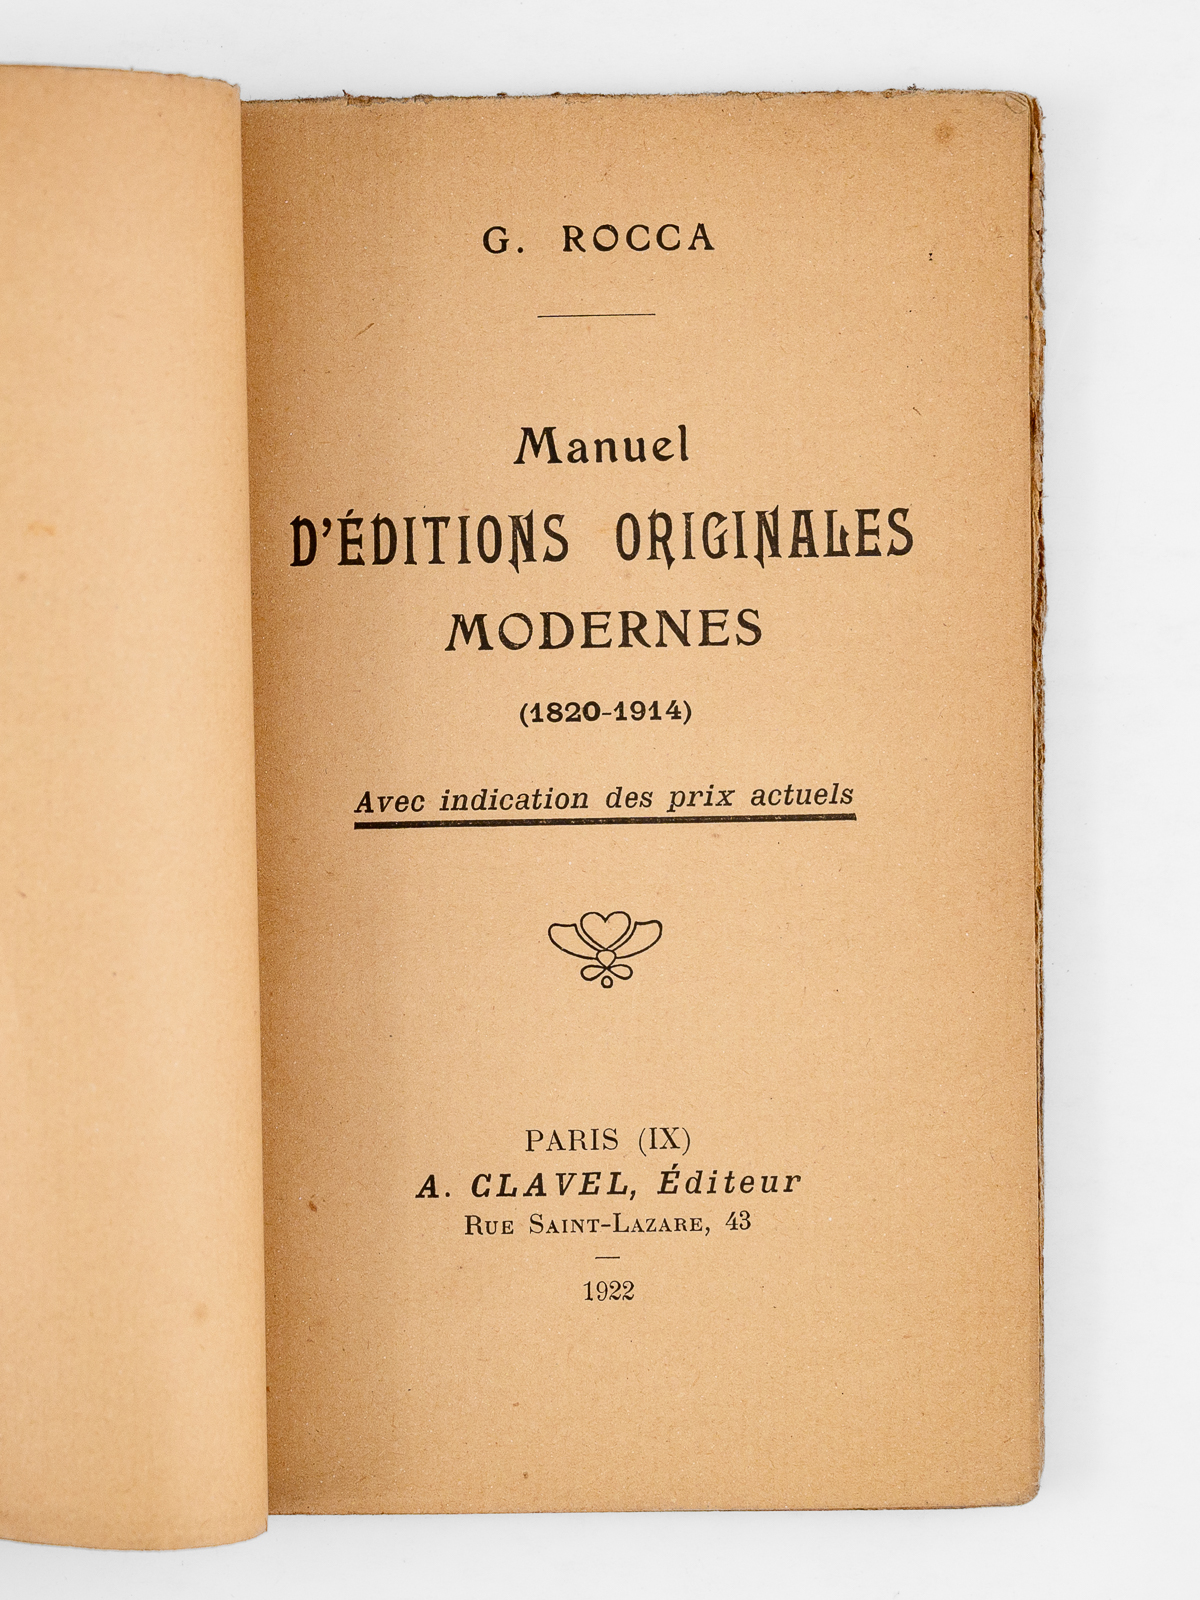 G. ROCCA
Manuel
D'ÉDITIONS ORIGINALES
MODERNES
(1820-1914)
Avec indication des prix actuels
PARIS (IX)
A. CLAVEL, Éditeur
RUE SAINT-LAZARE, 43
1922